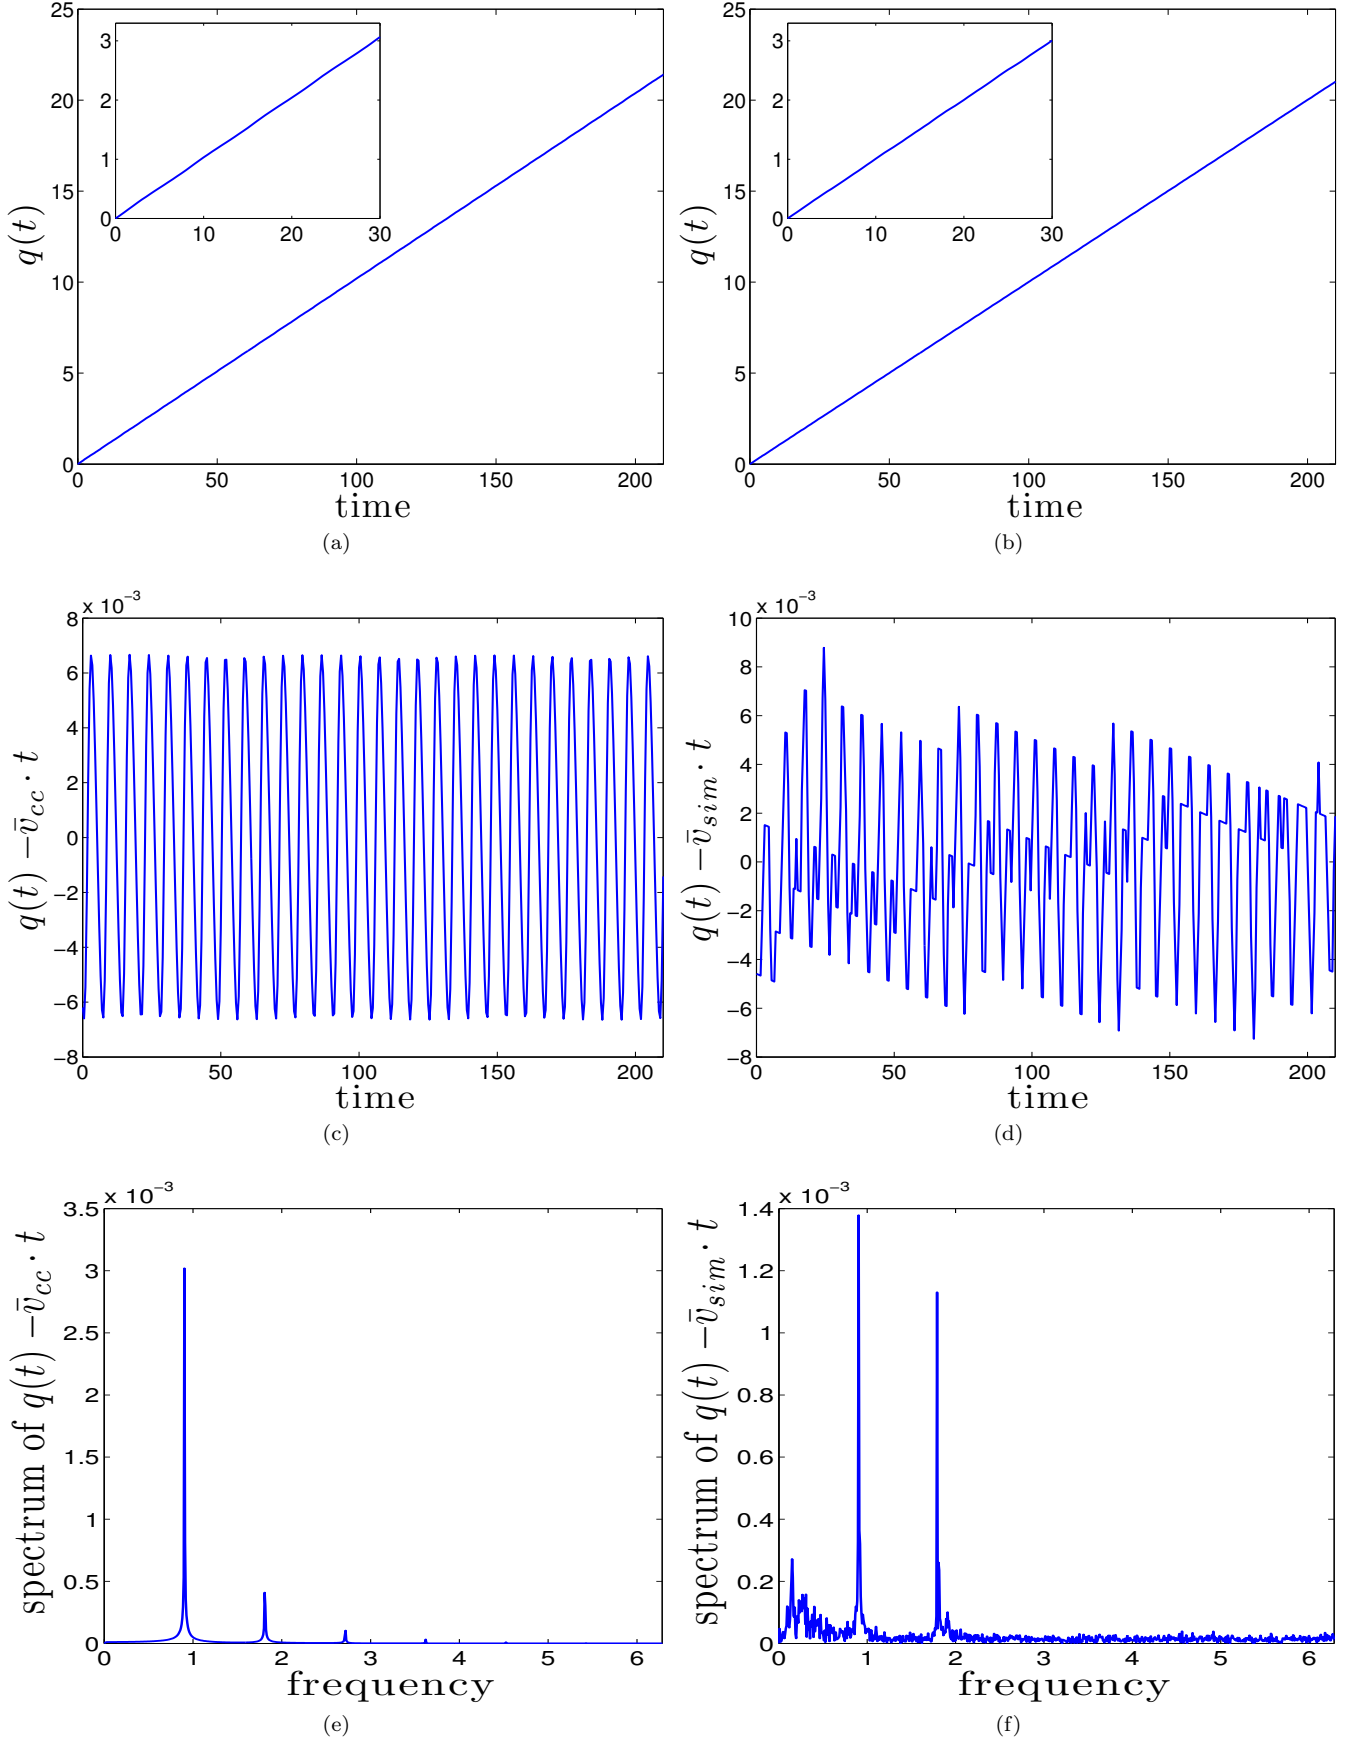 25
20
15
10
5
0
0 50 100 150 200
3
2
1
0
0 10 20 30
q(t)
time
(a)
25
20
15
10
5
0
0 50 100 150 200
3
2
1
0
0 10 20 30
q(t)
time
(b)
x 10⁻³
8
6
4
2
0
−2
−4
−6
−8
0 50 100 150 200
q(t) − v̄cc · t
time
(c)
x 10⁻³
10
8
6
4
2
0
−2
−4
−6
−8
0 50 100 150 200
q(t) − v̄sim · t
time
(d)
x 10⁻³
3.5
3
2.5
2
1.5
1
0.5
0
0 1 2 3 4 5 6
spectrum of q(t) − v̄cc · t
frequency
(e)
x 10⁻³
1.4
1.2
1
0.8
0.6
0.4
0.2
0
0 1 2 3 4 5 6
spectrum of q(t) − v̄sim · t
frequency
(f)